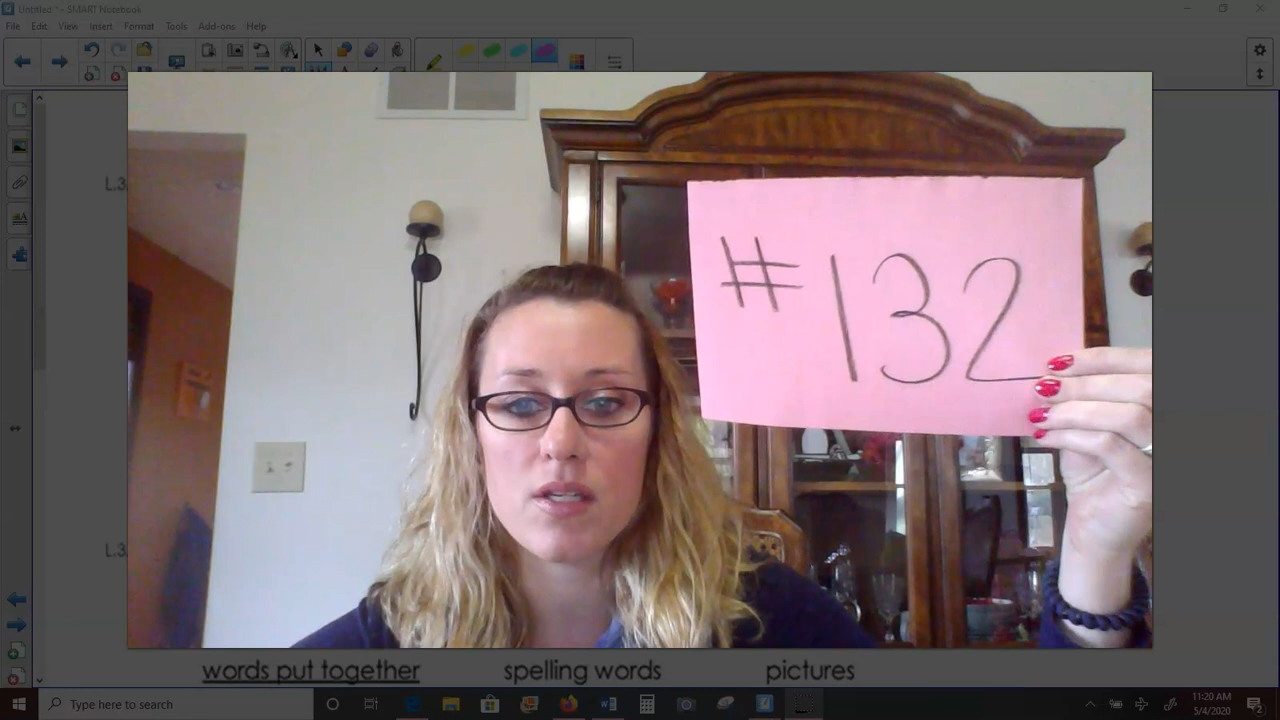 Untitled * - SMART Notebook
File Edit View Insert Format Tools Add-ons Help
L.3
#132
L.3
words put together spelling words pictures
Type here to search
11:20 AM
5/4/2020